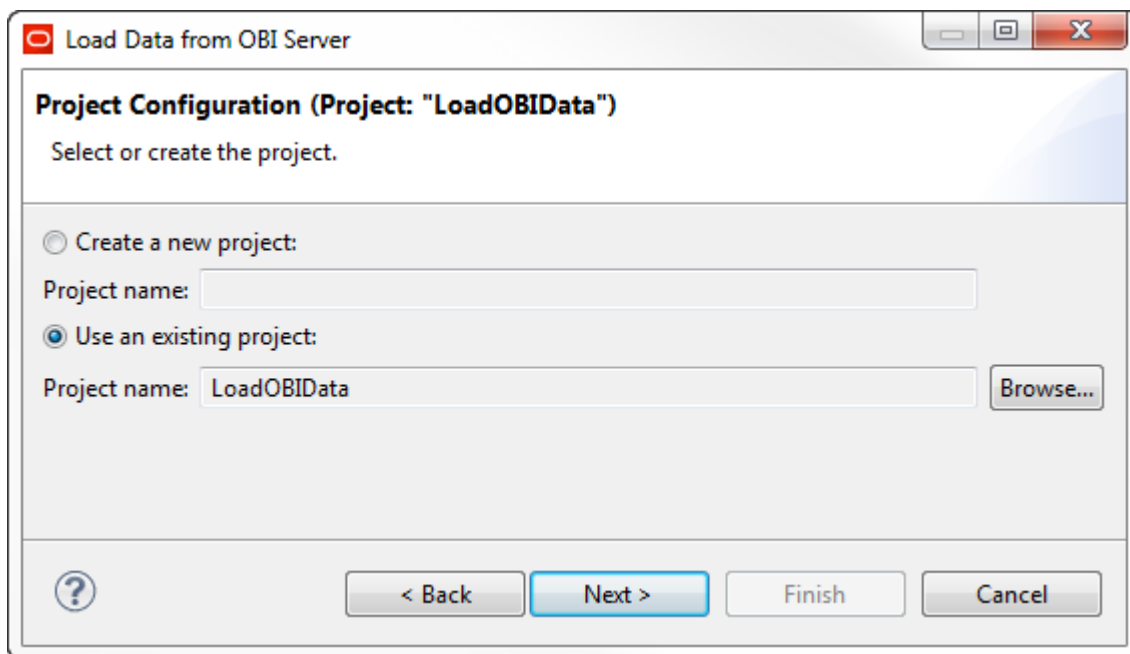 Load Data from OBI Server
Project Configuration (Project: "LoadOBIData")
Select or create the project.
Create a new project:
Project name:
Use an existing project:
Project name: LoadOBIData Browse...
? < Back Next > Finish Cancel